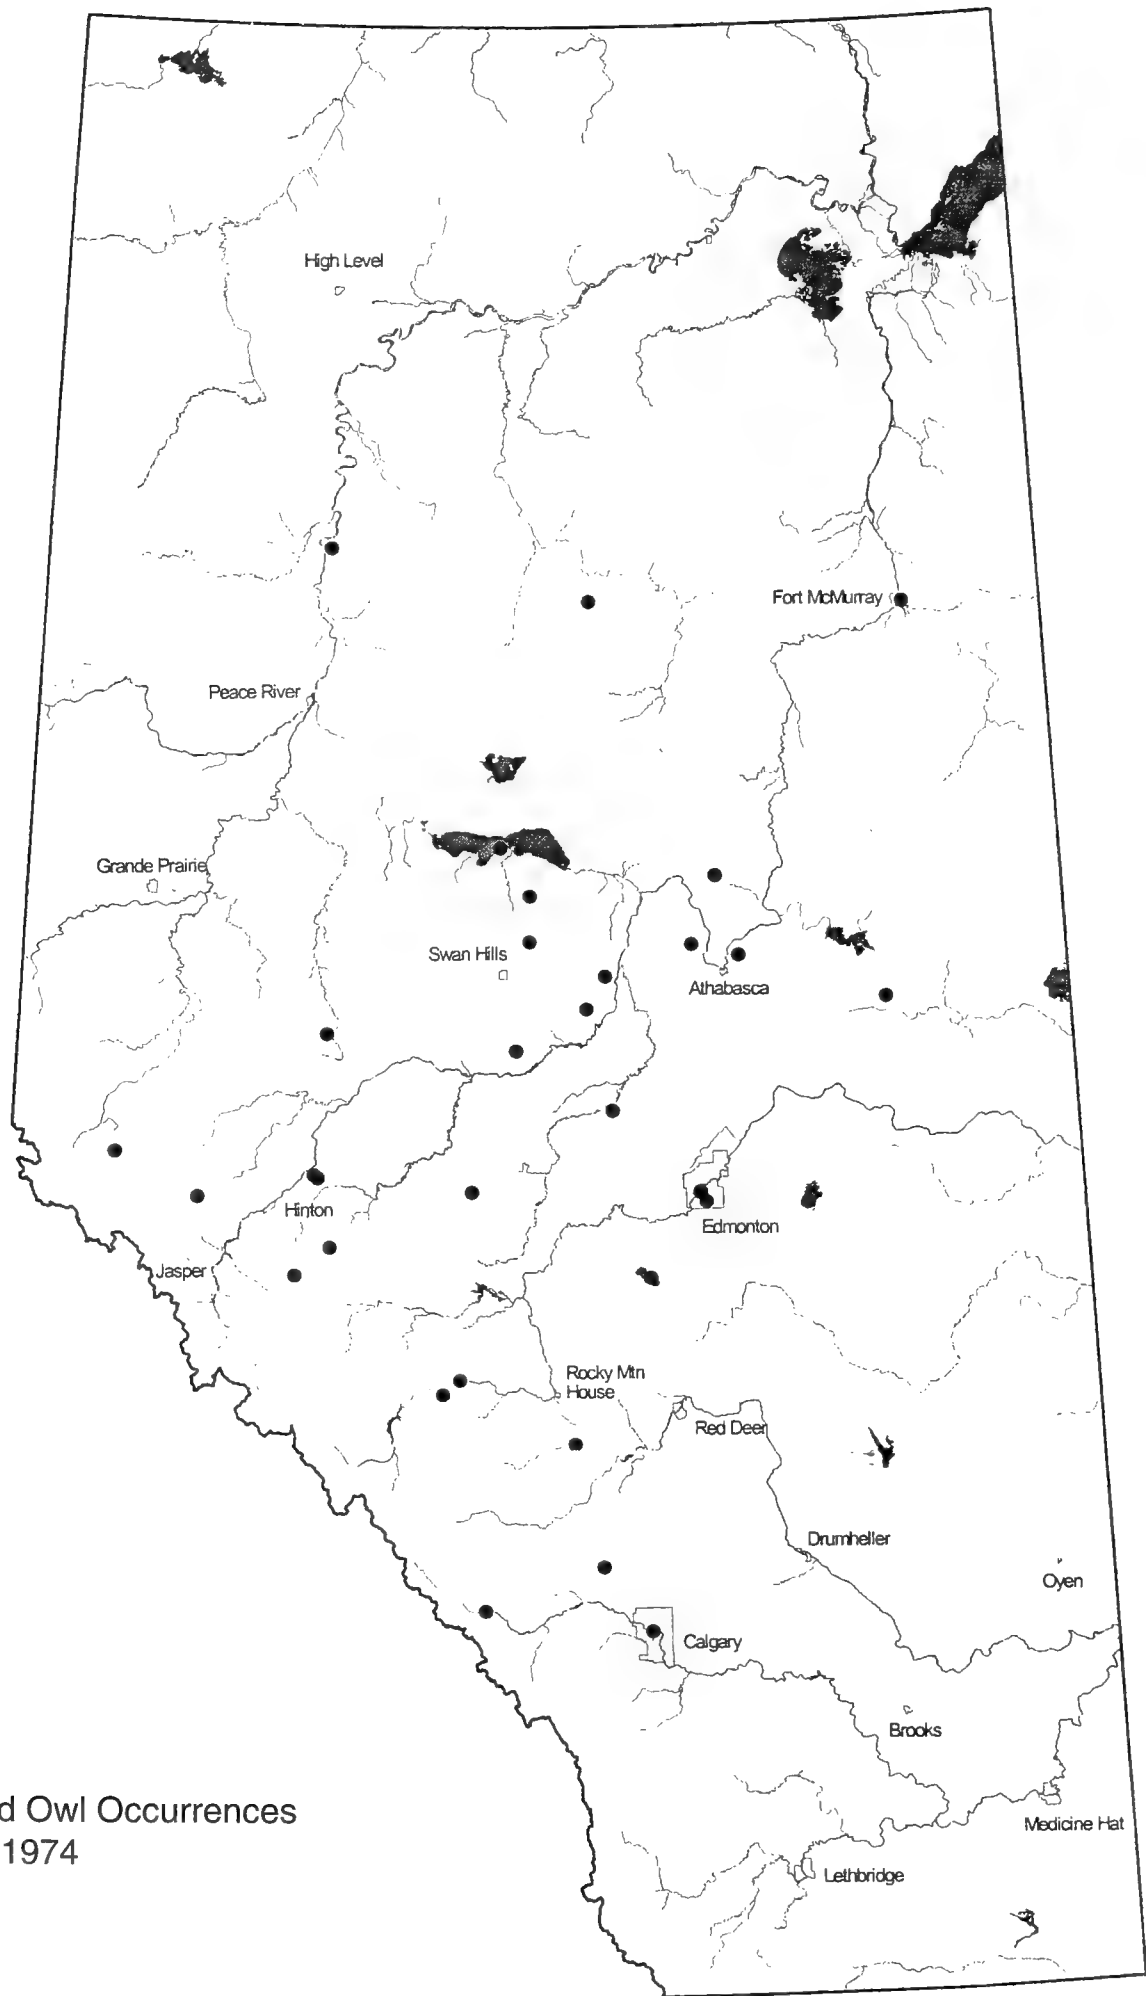 High Level
Fort McMurray
Peace River
Grande Prairie
Swan Hills
Athabasca
Hinton
Edmonton
Jasper
Rocky Mtn
House
Red Deer
Drumheller
Oyen
Calgary
Brooks
d Owl Occurrences
1974
Medicine Hat
Lethbridge